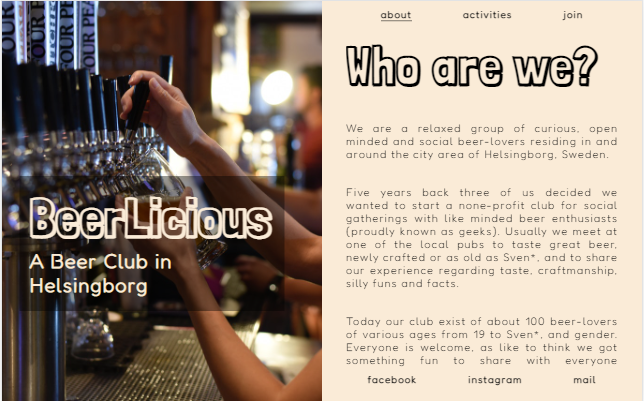 about activities join
Who are we?
We are a relaxed group of curious, open
minded and social beer-lovers residing in and
around the city area of Helsingborg, Sweden.
Five years back three of us decided we
wanted to start a none-profit club for social
gatherings with like minded beer enthusiasts
(proudly known as geeks). Usually we meet at
one of the local pubs to taste great beer,
newly crafted or as old as Sven*, and to share
our experience regarding taste, craftmanship,
silly funs and facts.
Today our club exist of about 100 beer-lovers
of various ages from 19 to Sven*, and gender.
Everyone is welcome, as like to think we got
something fun to share with everyone
facebook instagram mail
BeerLicious
A Beer Club in
Helsingborg